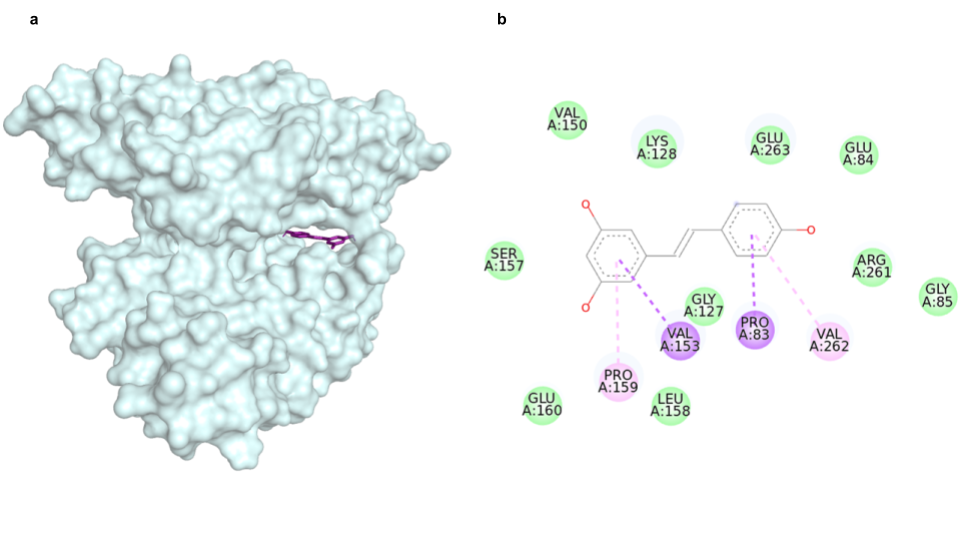 a
b
VAL
A:150
LYS
A:128
GLU
A:263
GLU
A:84
O
O
SER
A:157
ARG
A:261
GLY
A:85
GLY
A:127
O
VAL
A:153
PRO
A:83
VAL
A:262
PRO
A:159
GLU
A:160
LEU
A:158